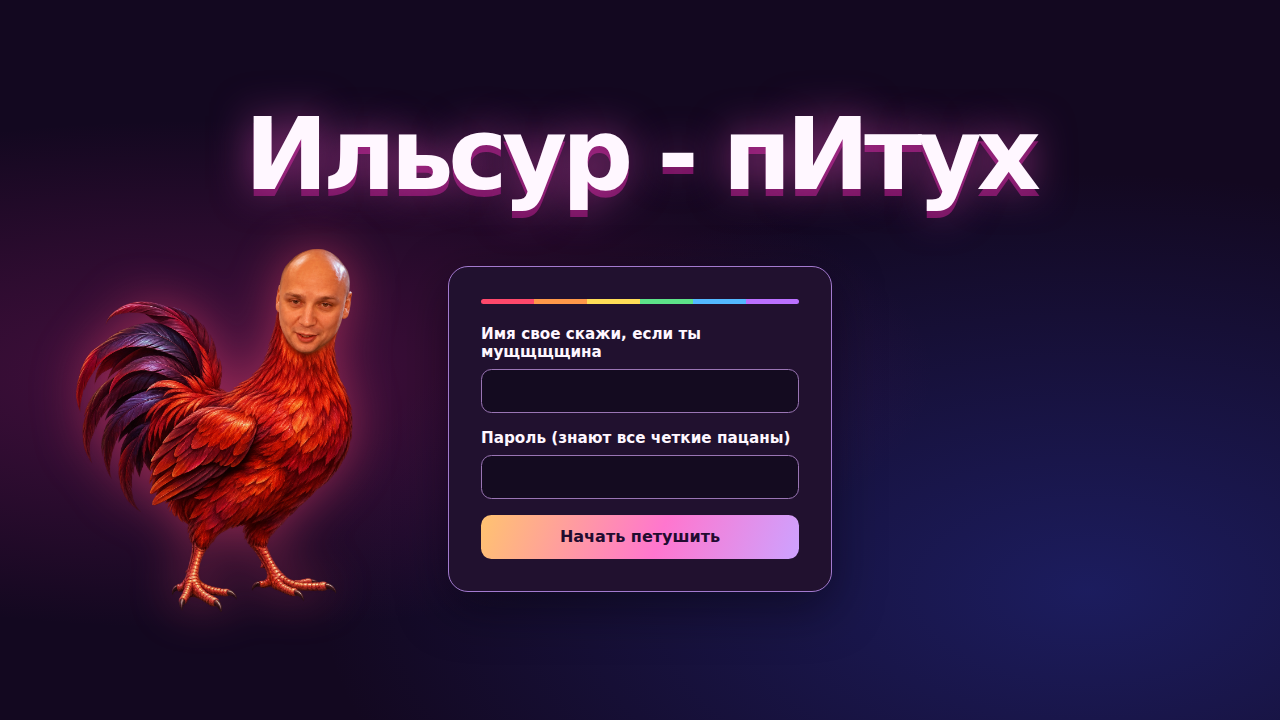 Ильсур - пИтух
Имя свое скажи, если ты
мущщщщина
Пароль (знают все четкие пацаны)
Начать петушить